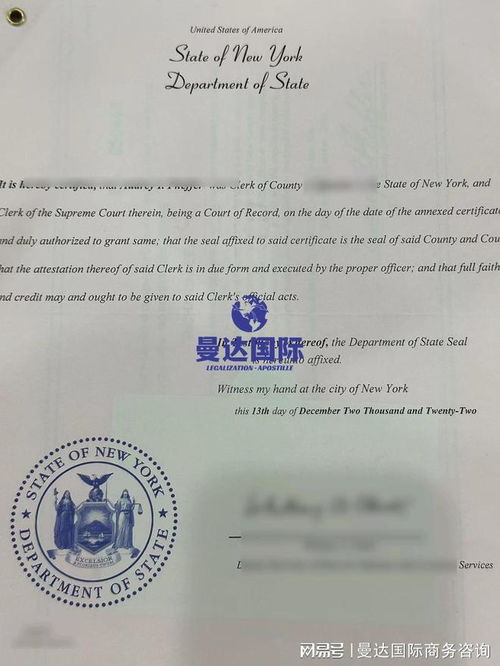 United States of America
State of New York
Department of State
It is hereby certified, that Audrey I. Pheffer was Clerk of County State of New York, and
Clerk of the Supreme Court therein, being a Court of Record, on the day of the date of the annexed certificate
and duly authorized to grant same; that the seal affixed to said certificate is the seal of said County and Cou
that the attestation thereof of said Clerk is in due form and executed by the proper officer; and that full faith
nd credit may and ought to be given to said Clerk's official acts.
In Testimony Whereof, the Department of State Seal
is hereunto affixed.
曼达国际
LEGALIZATION·APOSTILLE
Witness my hand at the city of New York
this 13th day of December Two Thousand and Twenty-Two
STATE OF NEW YORK
EXCELSIOR
DEPARTMENT OF STATE
Services
网易号 | 曼达国际商务咨询